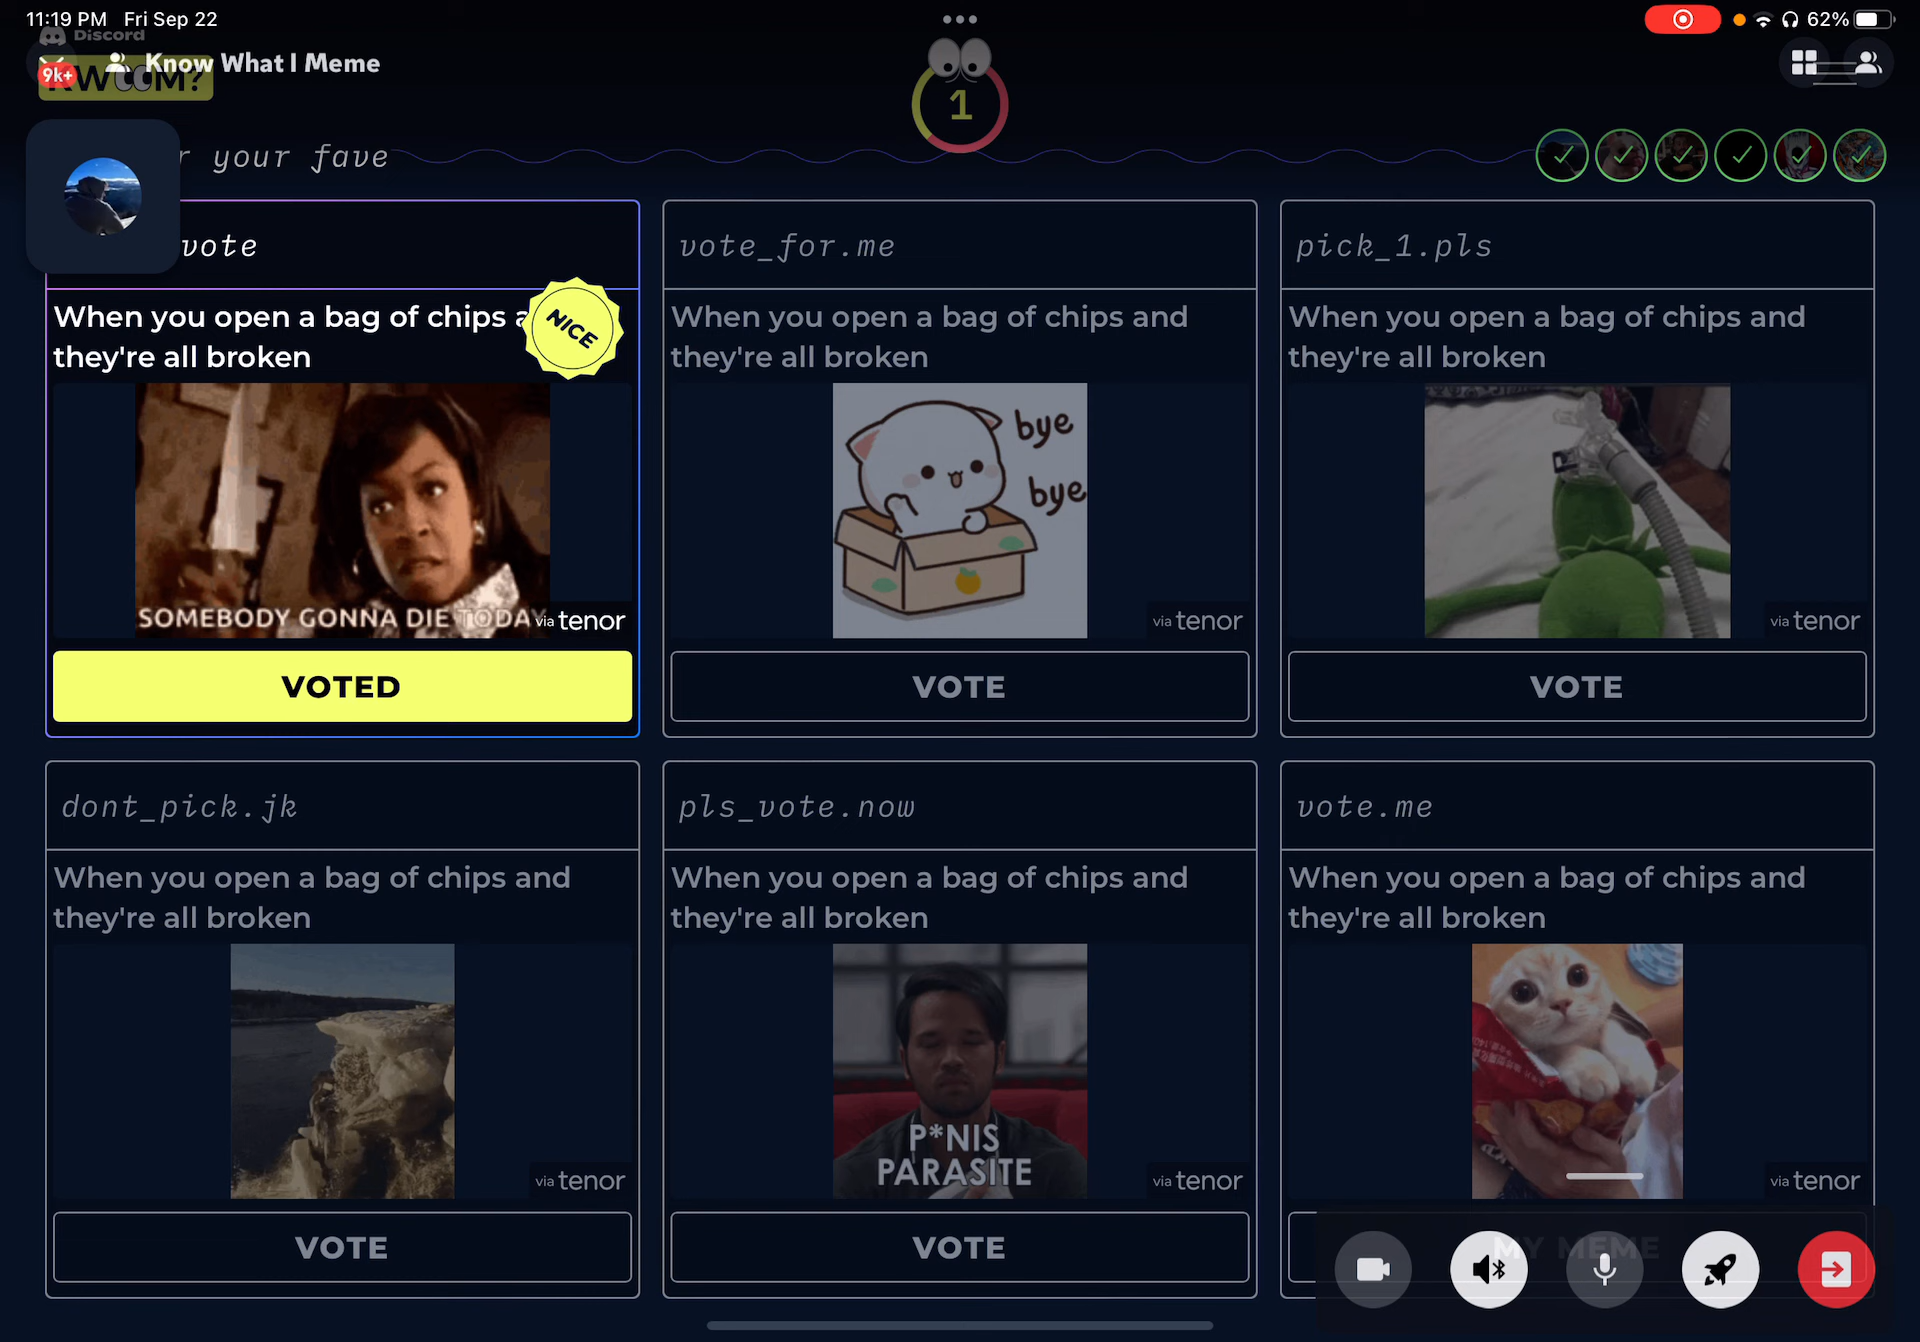 11:19 PM Fri Sep 22
62%
Discord
Know What I Meme
9k+
WOOM?
1
r your fave
vote
When you open a bag of chips a
they're all broken
NICE
SOMEBODY GONNA DIE TODAY
via tenor
VOTED
vote_for.me
When you open a bag of chips and
they're all broken
bye
bye
via tenor
VOTE
pick_1.pls
When you open a bag of chips and
they're all broken
via tenor
VOTE
dont_pick.jk
When you open a bag of chips and
they're all broken
via tenor
VOTE
pls_vote.now
When you open a bag of chips and
they're all broken
P*NIS
PARASITE
via tenor
VOTE
vote.me
When you open a bag of chips and
they're all broken
via tenor
MY MEME